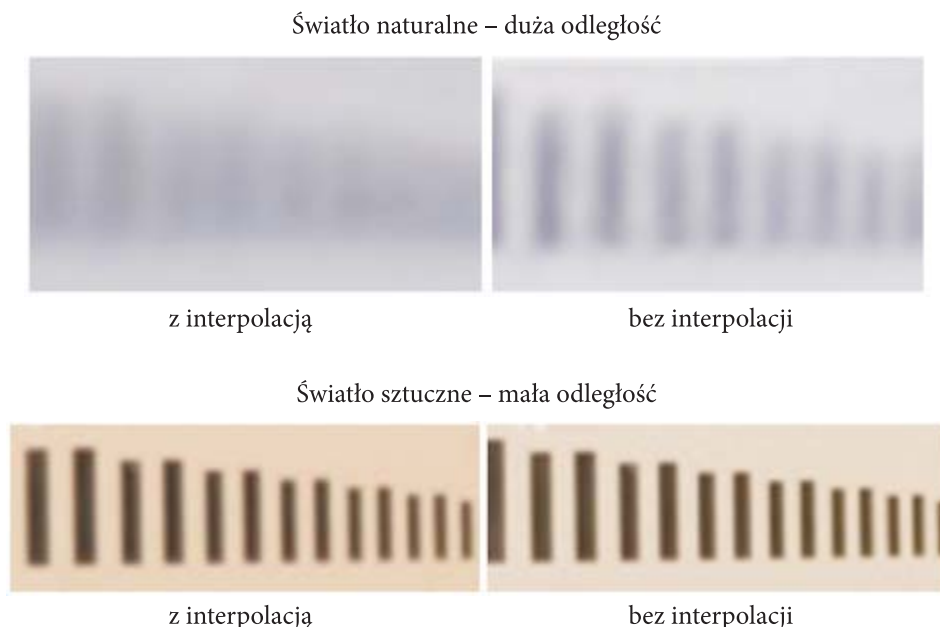 Światło naturalne – duża odległość
z interpolacją
bez interpolacji
Światło sztuczne – mała odległość
z interpolacją
bez interpolacji